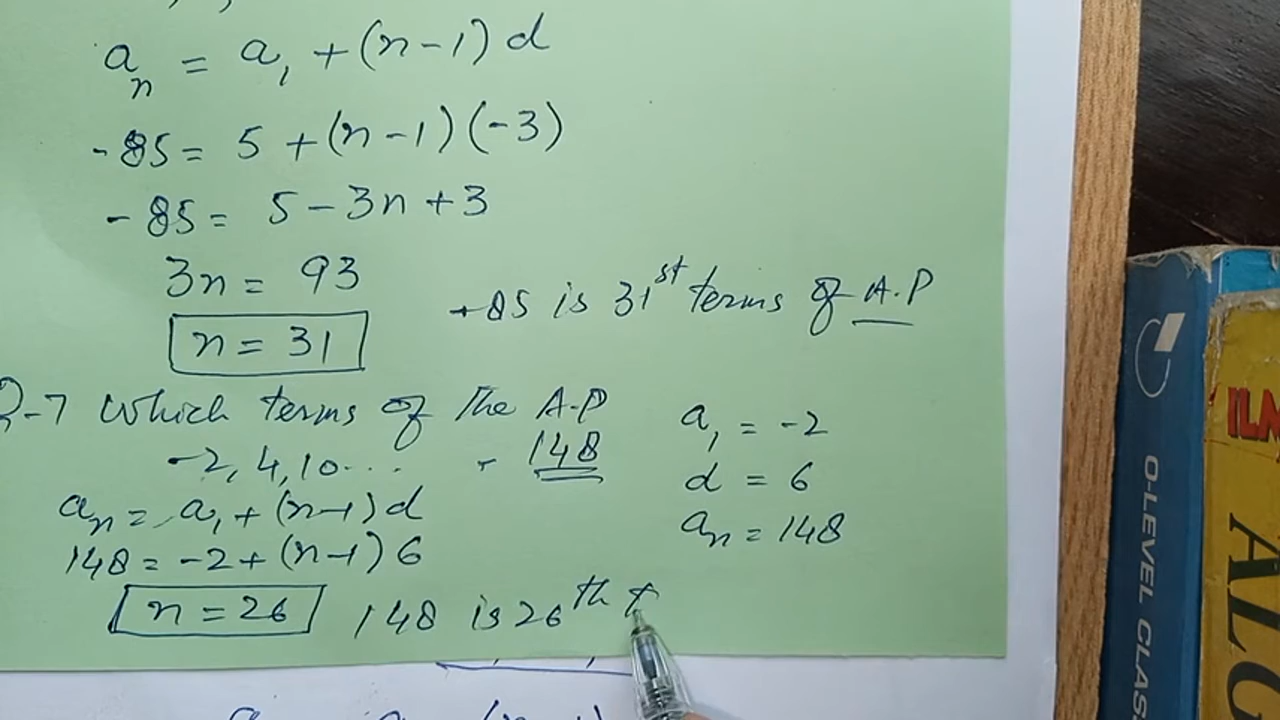 aₙ = a₁ + (n-1) d
-85 = 5 + (n-1)(-3)
-85 = 5 - 3n + 3
3n = 93
n = 31
-85 is 31st terms of A.P
Q-7 Which terms of the A.P
-2, 4, 10... - 148
aₙ = a₁ + (n-1) d
148 = -2 + (n-1) 6
n = 26
148 is 26th t
a₁ = -2
d = 6
aₙ = 148
O-LEVEL CLAS